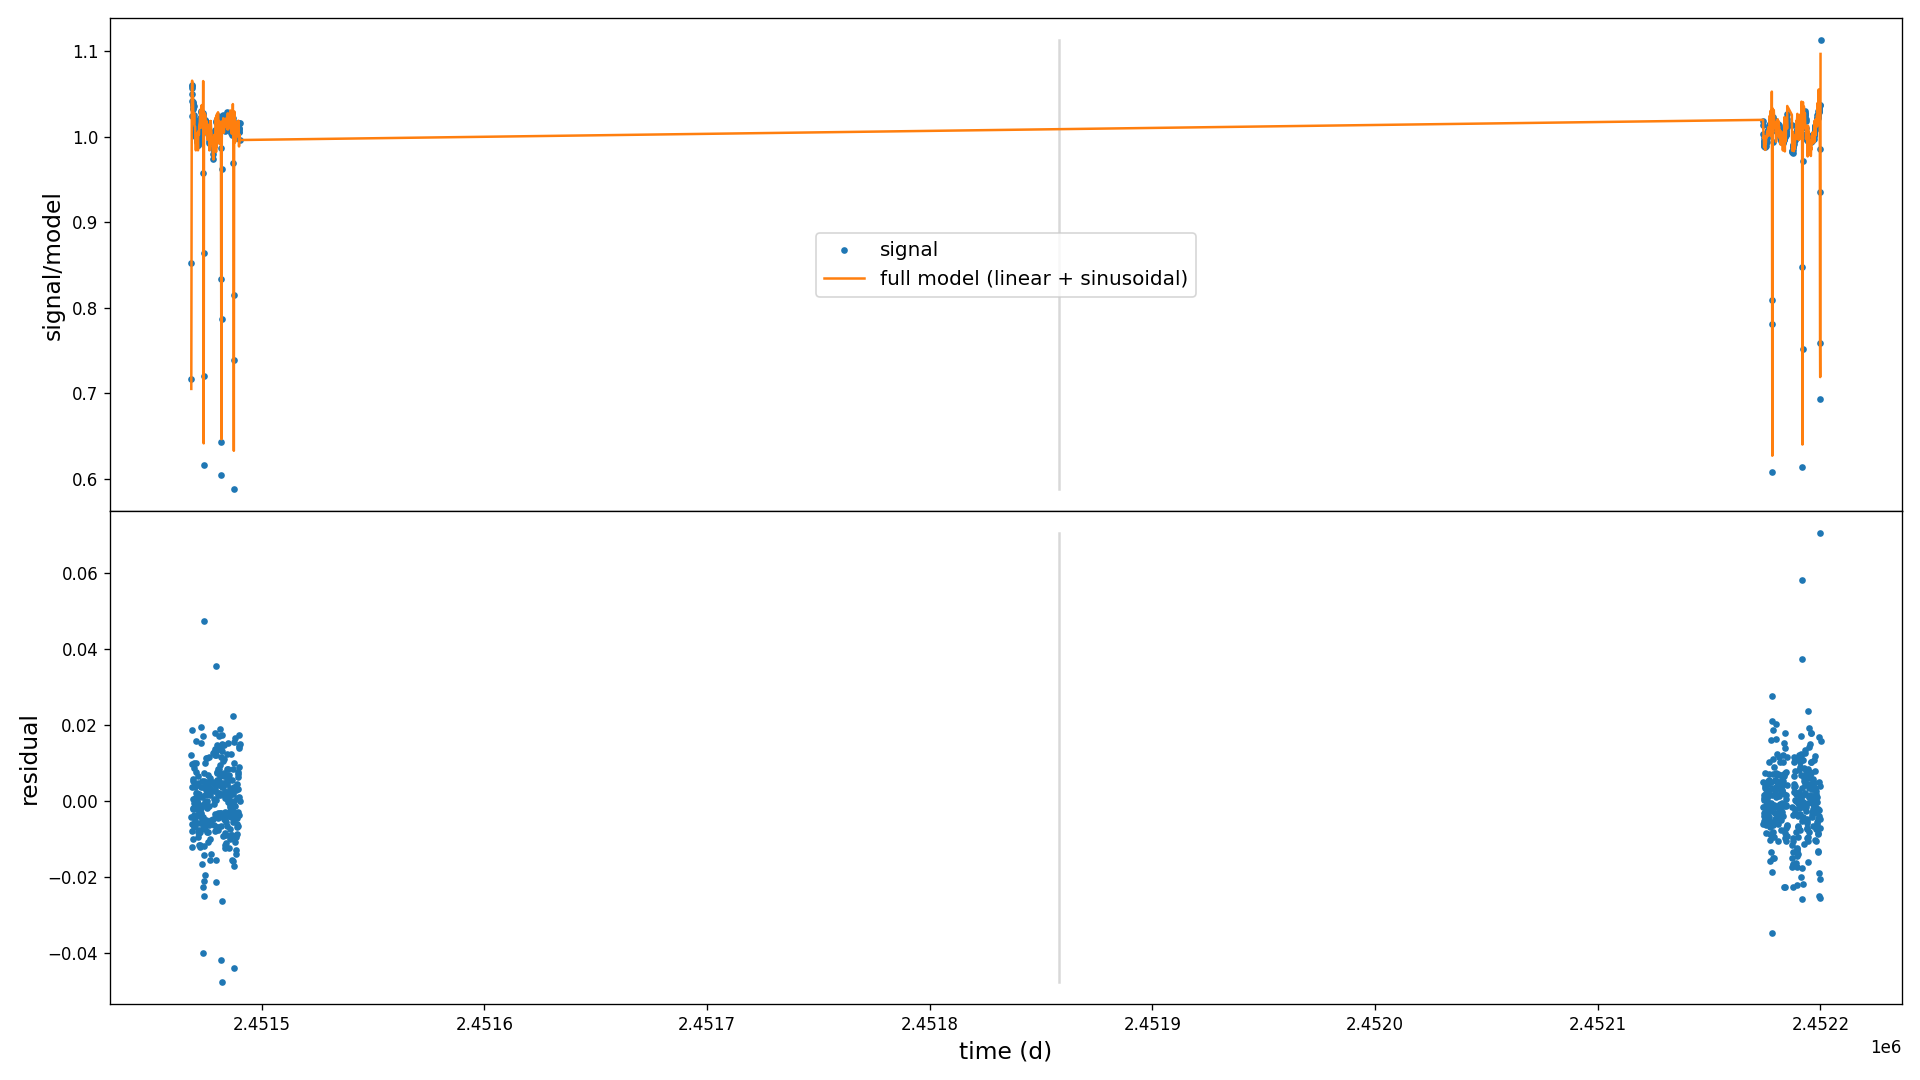 1.1
1.0
0.9
0.8
0.7
0.6
signal/model
signal
full model (linear + sinusoidal)
0.06
0.04
0.02
0.00
−0.02
−0.04
residual
2.4515 2.4516 2.4517 2.4518 2.4519 2.4520 2.4521 2.4522
1e6
time (d)